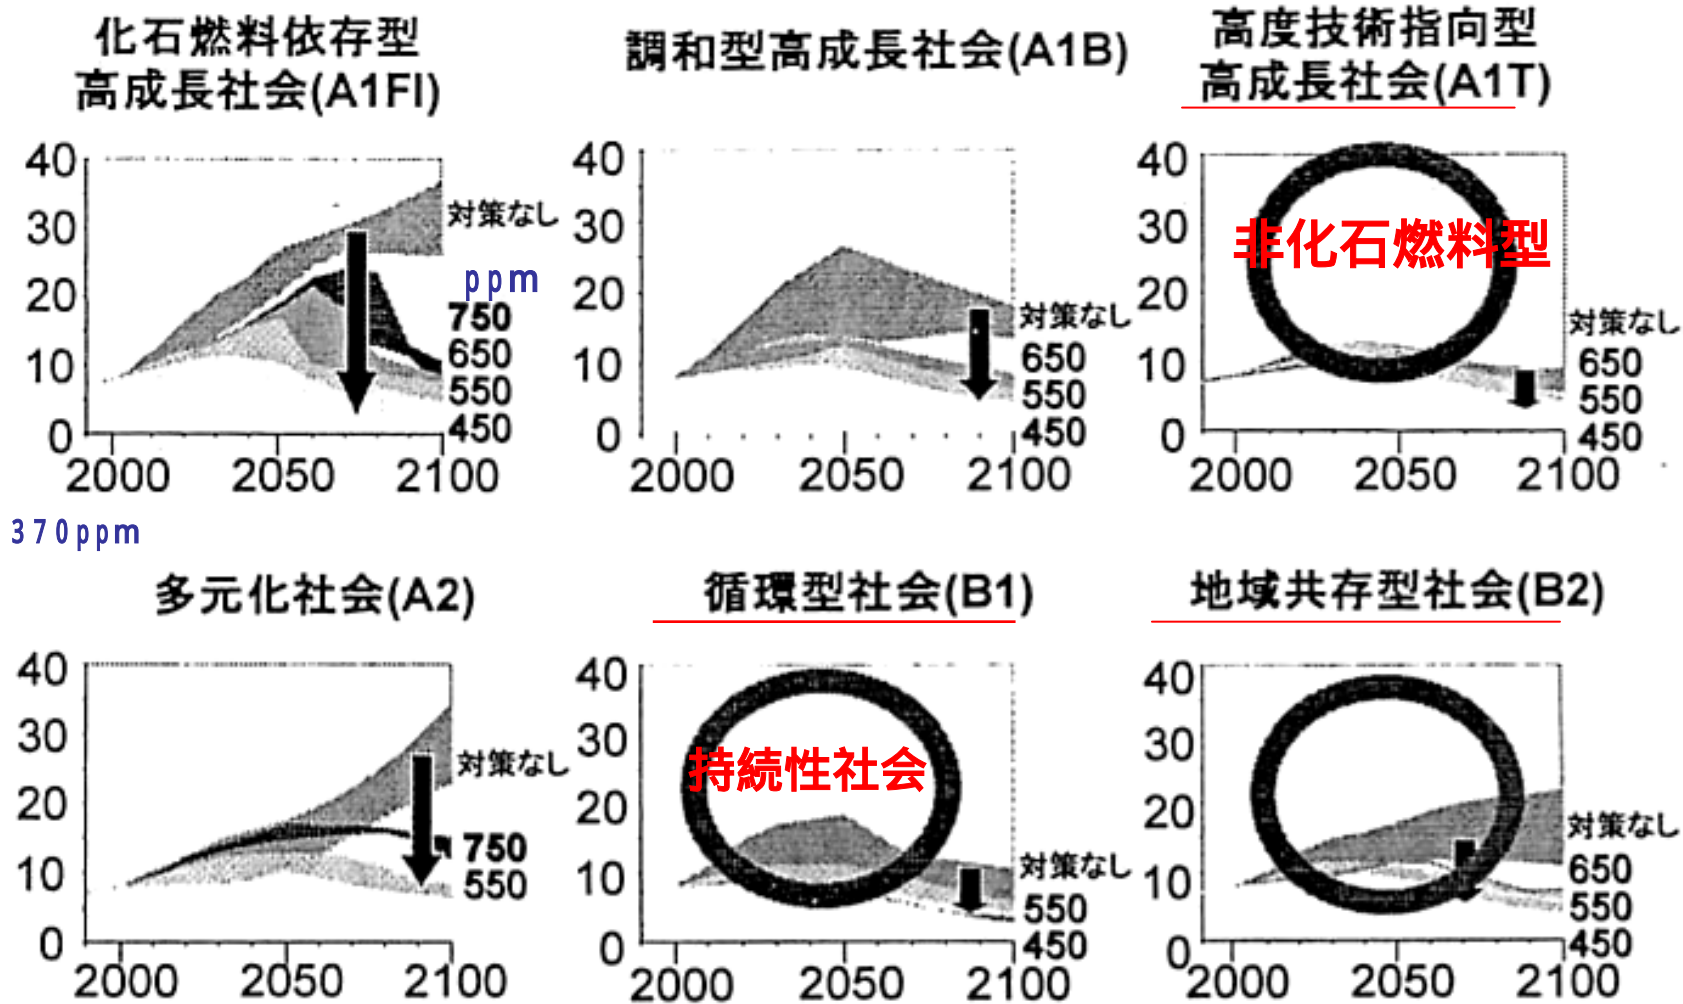 化石燃料依存型
高成長社会(A1FI)
40
30
20
10
0
2000 2050 2100
対策なし
ppm
750
650
550
450
調和型高成長社会(A1B)
40
30
20
10
0
2000 2050 2100
対策なし
650
550
450
高度技術指向型
高成長社会(A1T)
40
30
20
10
0
2000 2050 2100
非化石燃料型
対策なし
650
550
450
370ppm
多元化社会(A2)
40
30
20
10
0
2000 2050 2100
対策なし
750
550
循環型社会(B1)
40
30
20
10
0
2000 2050 2100
持続性社会
対策なし
550
450
地域共存型社会(B2)
40
30
20
10
0
2000 2050 2100
対策なし
650
550
450